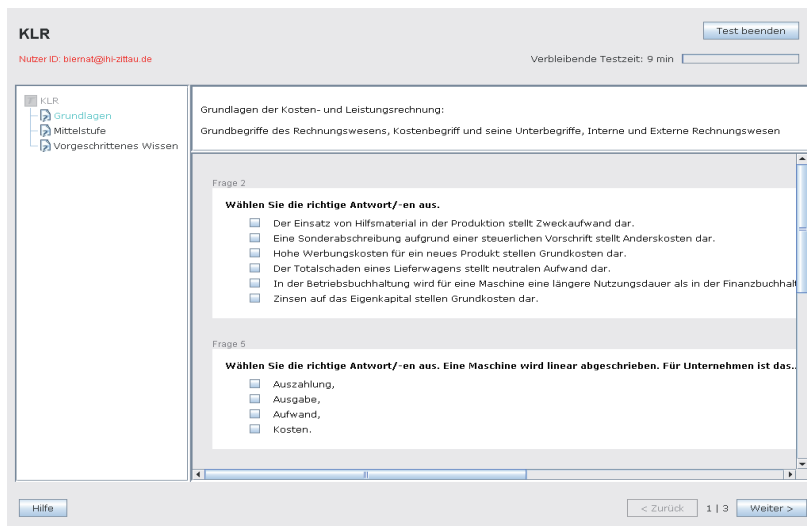 KLR
Test beenden
Nutzer ID: biernat@ihi-zittau.de
Verbleibende Testzeit: 9 min
KLR
Grundlagen
Mittelstufe
Vorgeschrittenes Wissen
Grundlagen der Kosten- und Leistungsrechnung:
Grundbegriffe des Rechnungswesens, Kostenbegriff und seine Unterbegriffe, Interne und Externe Rechnungswesen
Frage 2
Wählen Sie die richtige Antwort/-en aus.
Der Einsatz von Hilfsmaterial in der Produktion stellt Zweckaufwand dar.
Eine Sonderabschreibung aufgrund einer steuerlichen Vorschrift stellt Anderskosten dar.
Hohe Werbungskosten für ein neues Produkt stellen Grundkosten dar.
Der Totalschaden eines Lieferwagens stellt neutralen Aufwand dar.
In der Betriebsbuchhaltung wird für eine Maschine eine längere Nutzungsdauer als in der Finanzbuchhalt
Zinsen auf das Eigenkapital stellen Grundkosten dar.
Frage 5
Wählen Sie die richtige Antwort/-en aus. Eine Maschine wird linear abgeschrieben. Für Unternehmen ist das..
Auszahlung,
Ausgabe,
Aufwand,
Kosten.
Hilfe
< Zurück 1 | 3 Weiter >